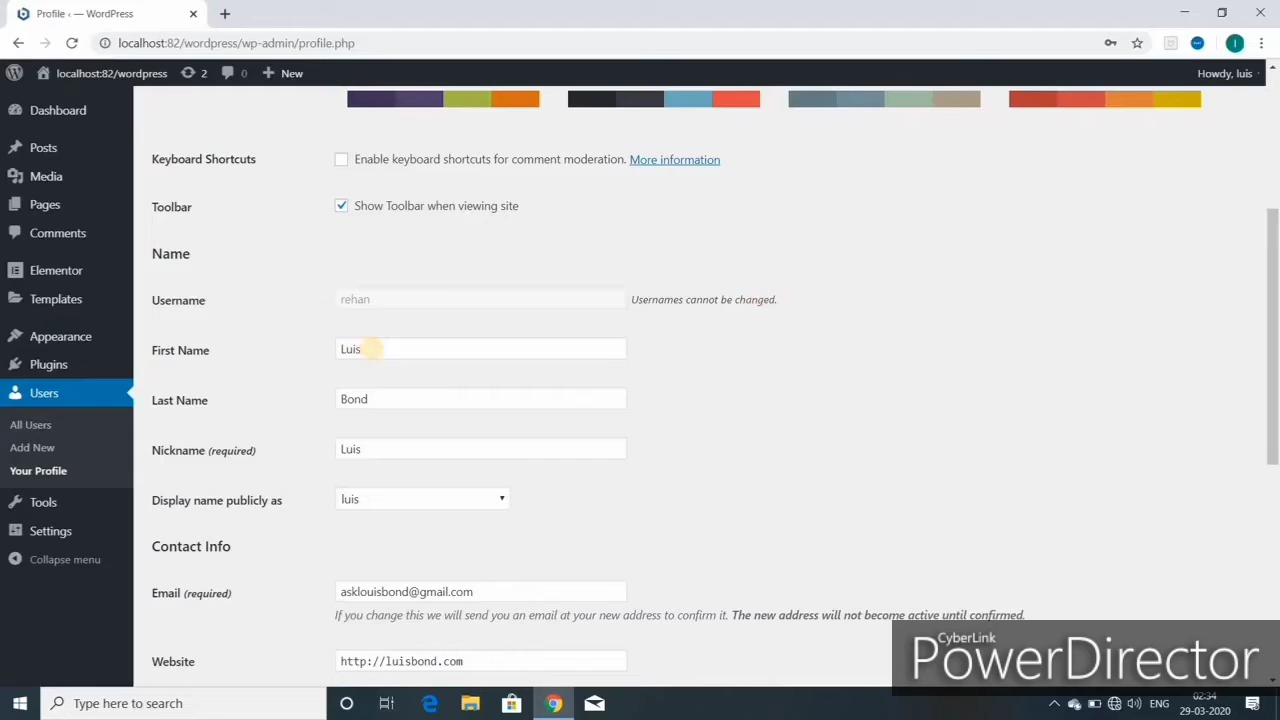 Profile ‹ — WordPress
localhost:82/wordpress/wp-admin/profile.php
localhost:82/wordpress 2 0 New Howdy, luis
Dashboard
Posts
Media
Pages
Comments
Elementor
Templates
Appearance
Plugins
Users
All Users
Add New
Your Profile
Tools
Settings
Collapse menu
Keyboard Shortcuts Enable keyboard shortcuts for comment moderation. More information
Toolbar Show Toolbar when viewing site
Name
Username rehan Usernames cannot be changed.
First Name Luis
Last Name Bond
Nickname (required) Luis
Display name publicly as luis
Contact Info
Email (required) asklouisbond@gmail.com
If you change this we will send you an email at your new address to confirm it. The new address will not become active until confirmed.
Website http://luisbond.com
CyberLink
PowerDirector
Type here to search
ENG
02:34
29-03-2020